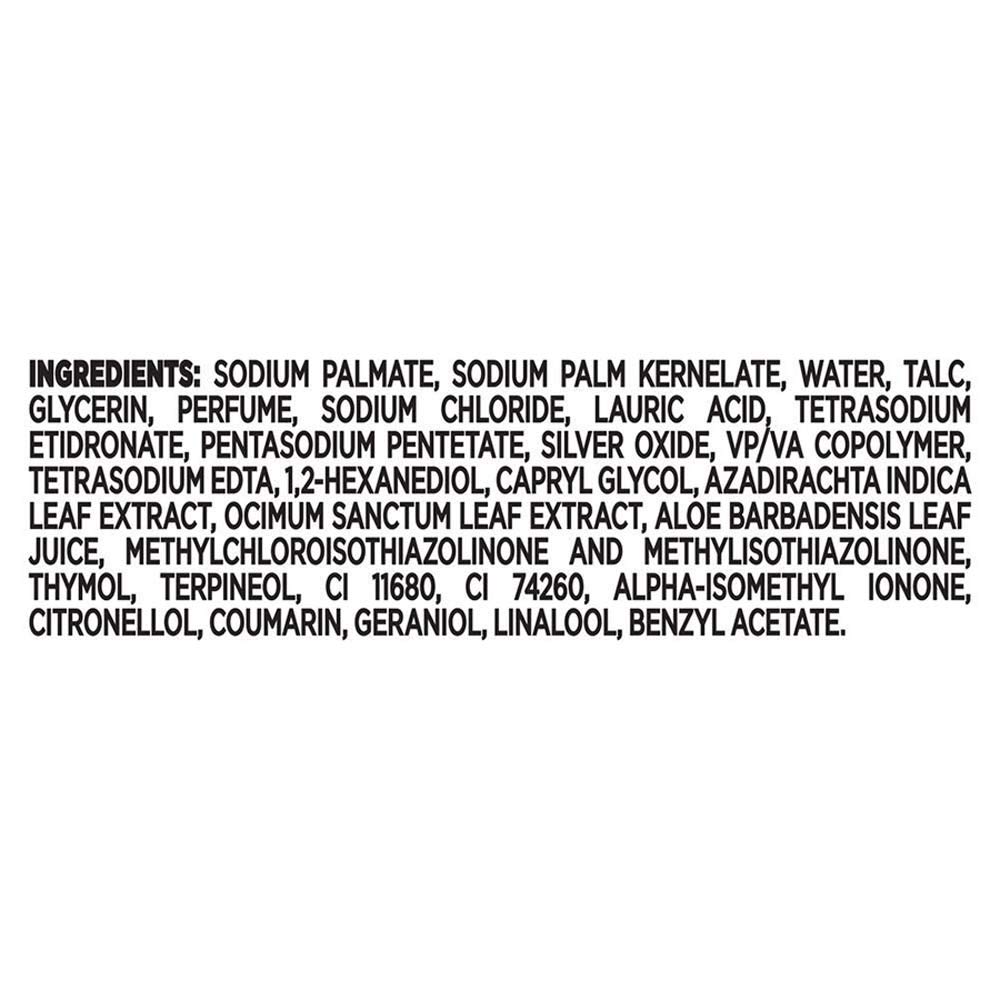 INGREDIENTS: SODIUM PALMATE, SODIUM PALM KERNELATE, WATER, TALC,
GLYCERIN, PERFUME, SODIUM CHLORIDE, LAURIC ACID, TETRASODIUM
ETIDRONATE, PENTASODIUM PENTETATE, SILVER OXIDE, VP/VA COPOLYMER,
TETRASODIUM EDTA, 1,2-HEXANEDIOL, CAPRYL GLYCOL, AZADIRACHTA INDICA
LEAF EXTRACT, OCIMUM SANCTUM LEAF EXTRACT, ALOE BARBADENSIS LEAF
JUICE, METHYLCHLOROISOTHIAZOLINONE AND METHYLISOTHIAZOLINONE,
THYMOL, TERPINEOL, CI 11680, CI 74260, ALPHA-ISOMETHYL IONONE,
CITRONELLOL, COUMARIN, GERANIOL, LINALOOL, BENZYL ACETATE.